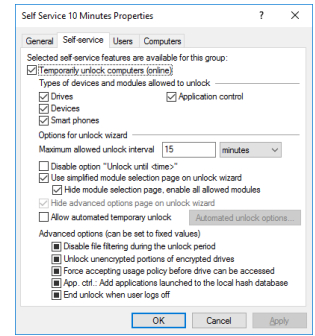 Self Service 10 Minutes Properties ? ×
General Self-service Users Computers
Selected self-service features are available for this group:
Temporarily unlock computers (online)
Types of devices and modules allowed to unlock
Drives Application control
Devices
Smart phones
Options for unlock wizard
Maximum allowed unlock interval 15 minutes
Disable option "Unlock until <time>"
Use simplified module selection page on unlock wizard
Hide module selection page, enable all allowed modules
Hide advanced options page on unlock wizard
Allow automated temporary unlock Automated unlock options...
Advanced options (can be set to fixed values)
Disable file filtering during the unlock period
Unlock unencrypted portions of encrypted drives
Force accepting usage policy before drive can be accessed
App. ctrl.: Add applications launched to the local hash database
End unlock when user logs off
OK Cancel Apply